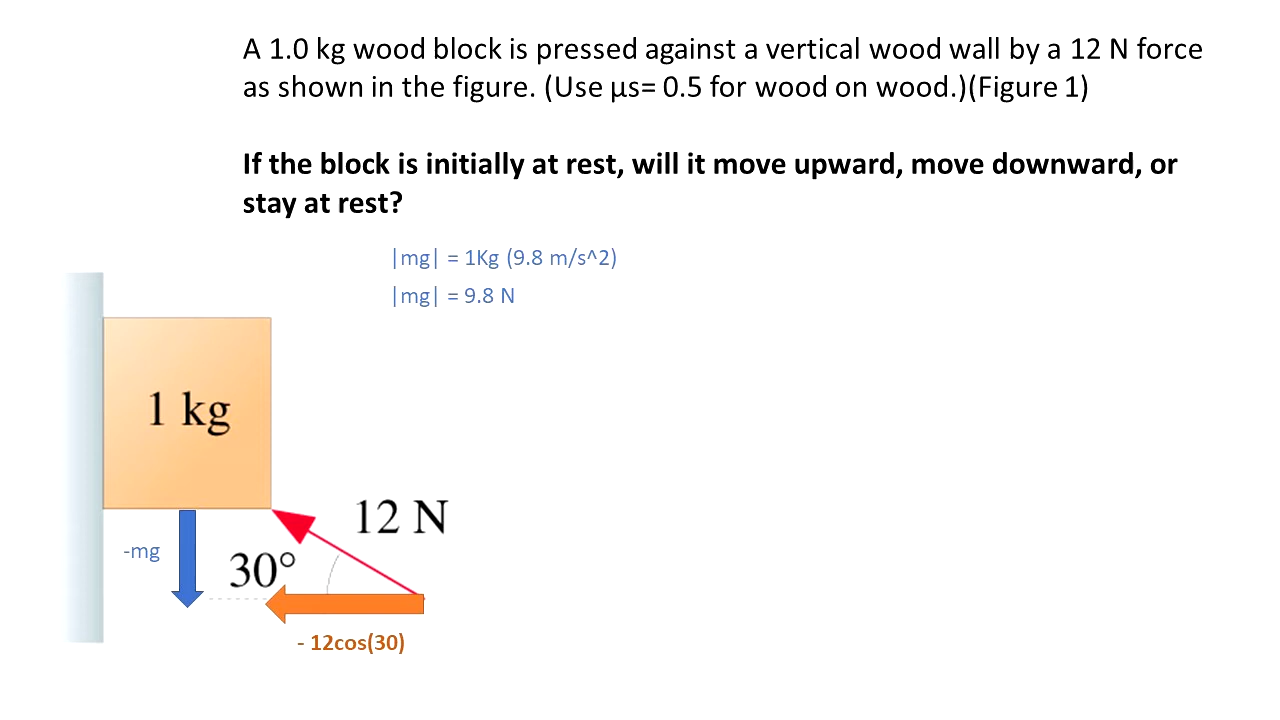 A 1.0 kg wood block is pressed against a vertical wood wall by a 12 N force
as shown in the figure. (Use μs= 0.5 for wood on wood.)(Figure 1)
If the block is initially at rest, will it move upward, move downward, or
stay at rest?
|mg| = 1Kg (9.8 m/s^2)
|mg| = 9.8 N
1 kg
12 N
-mg
30°
- 12cos(30)